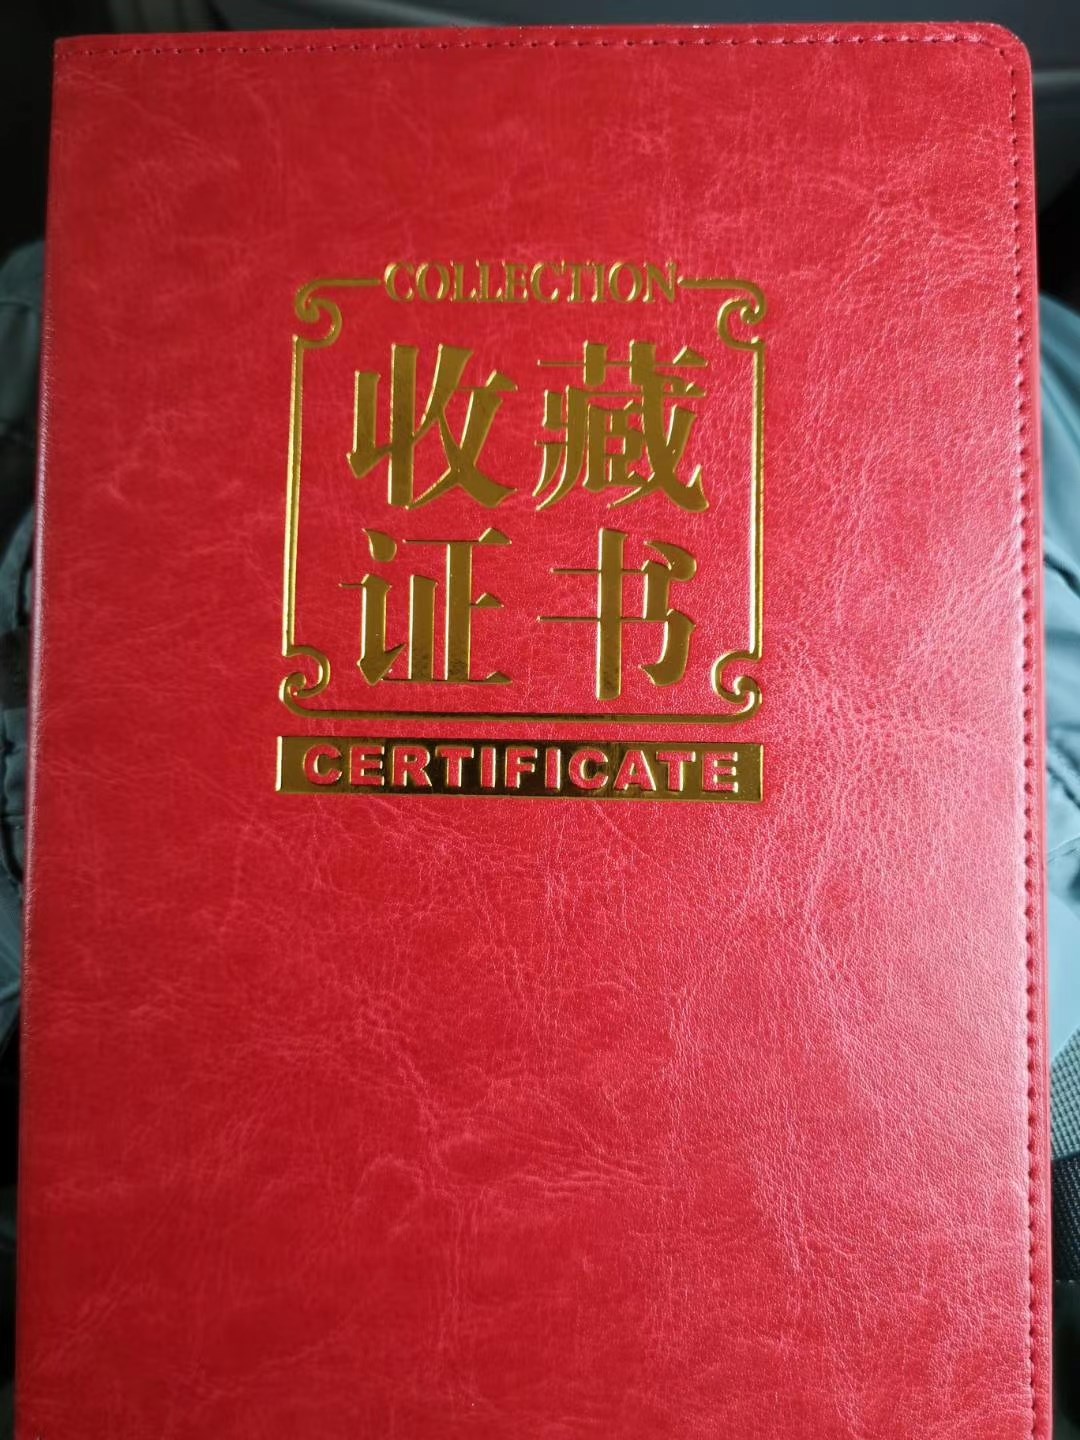 COLLECTION
收藏
证书
CERTIFICATE